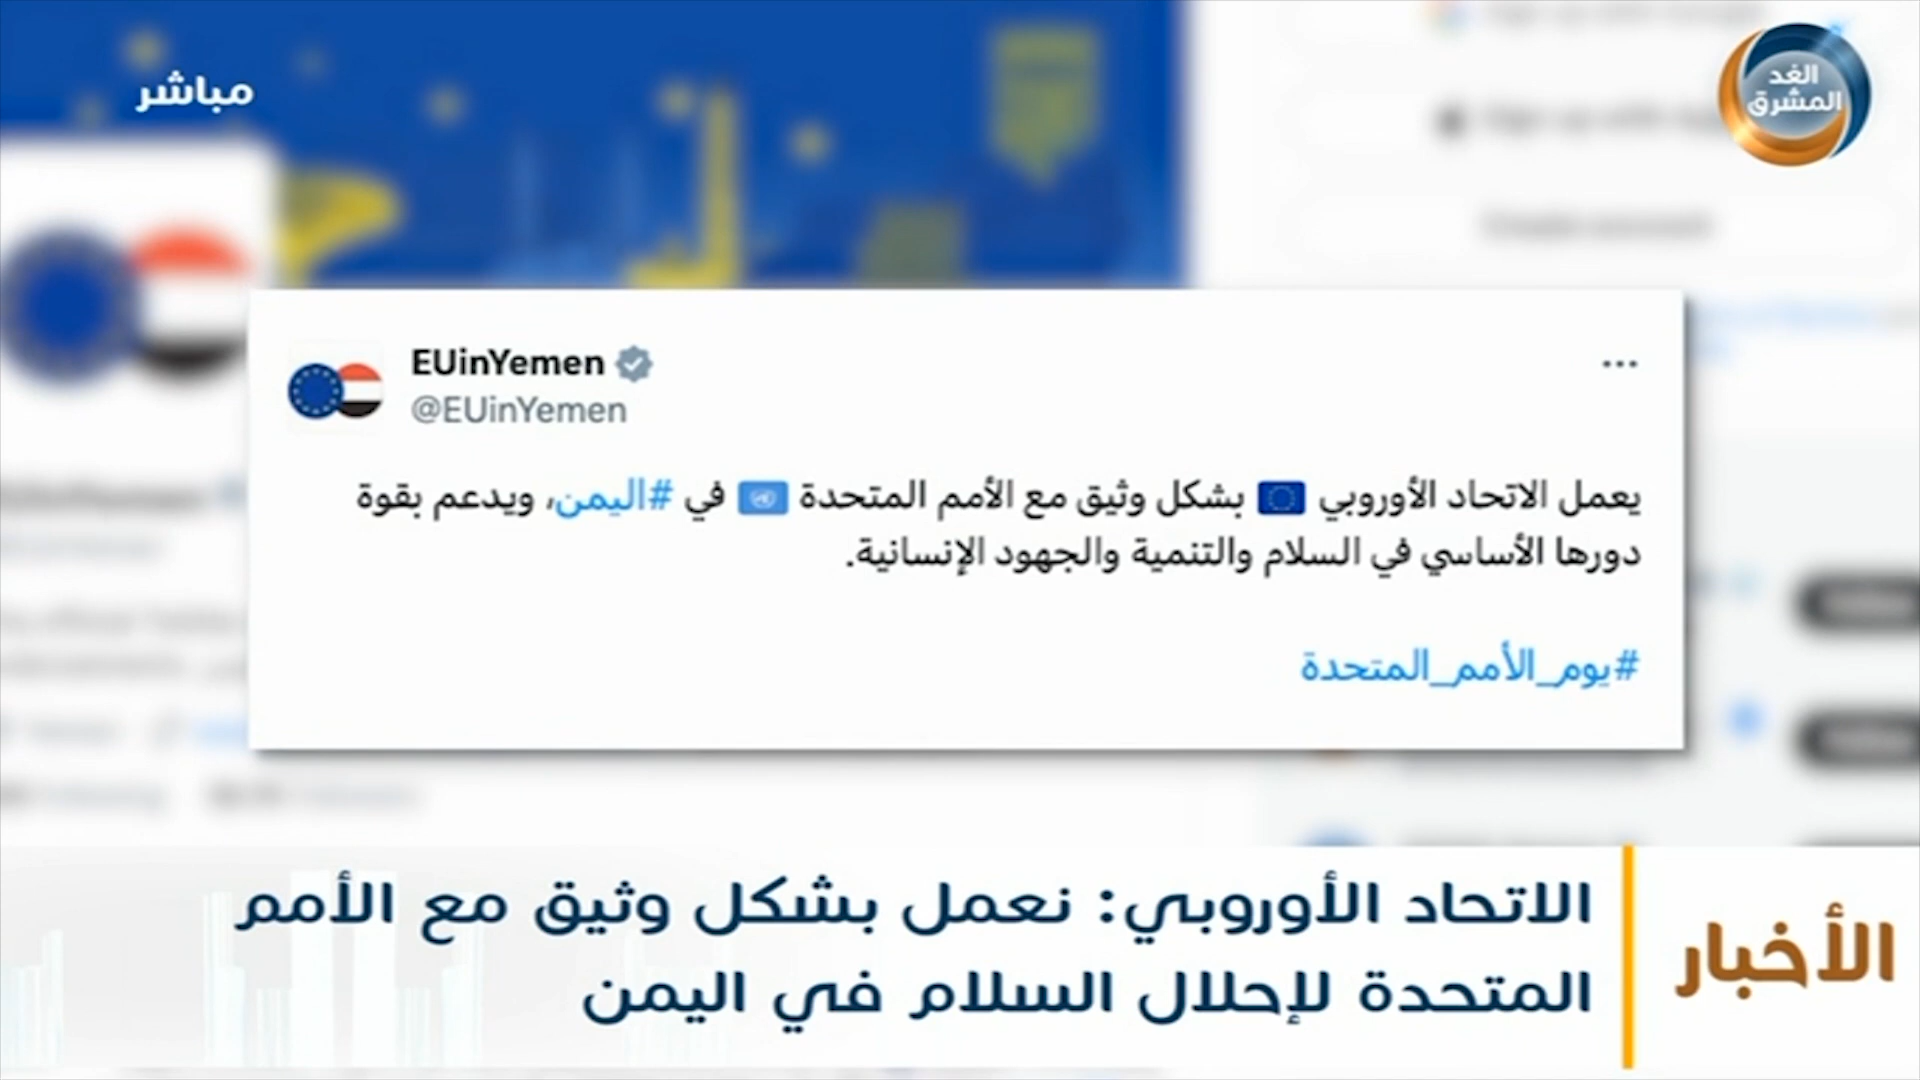 مباشر
الغد
المشرق
EUinYemen
@EUinYemen
يعمل الاتحاد الأوروبي 🇪🇺 بشكل وثيق مع الأمم المتحدة 🇺🇳 في #اليمن، ويدعم بقوة
دورها الأساسي في السلام والتنمية والجهود الإنسانية.
#يوم_الأمم_المتحدة
الأخبار
الاتحاد الأوروبي: نعمل بشكل وثيق مع الأمم
المتحدة لإحلال السلام في اليمن